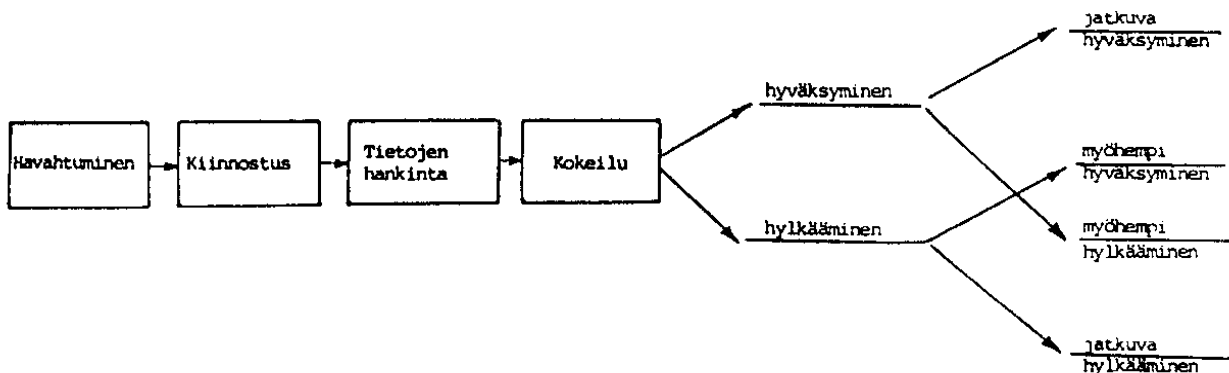 Havahtuminen
Kiinnostus
Tietojen
hankinta
Kokeilu
hyväksyminen
hylkääminen
jatkuva
hyväksyminen
myöhempi
hyväksyminen
myöhempi
hylkääminen
jatkuva
hylkääminen